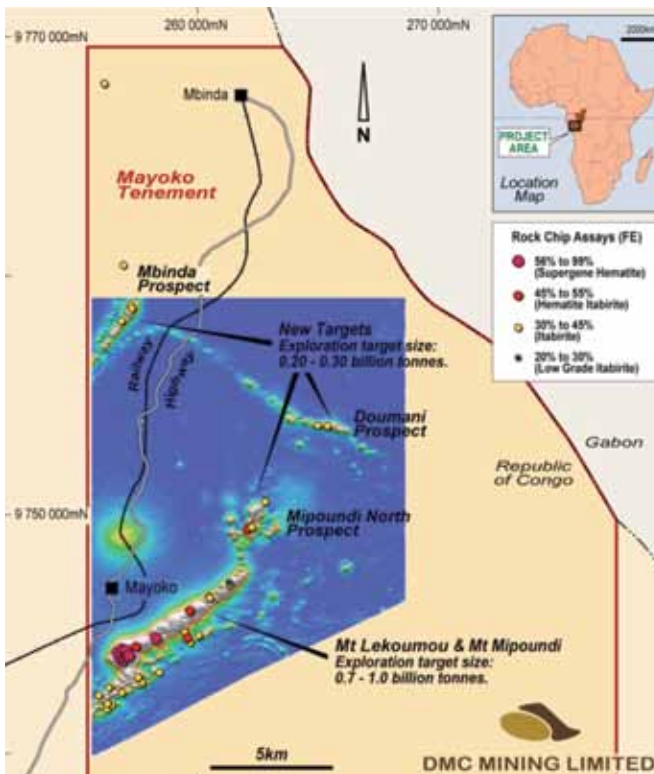 260 000mE
270 000mE
9 770 000mN
2000km
Mbinda
N
PROJECT
AREA
Location
Map
Mayoko
Tenement
Rock Chip Assays (FE)
56% to 99%
(Supergene Hematite)
45% to 55%
(Hematite Itabirite)
30% to 45%
(Itabirite)
20% to 30%
(Low Grade Itabirite)
Mbinda
Prospect
New Targets
Exploration target size:
0.20 - 0.30 billion tonnes.
Railway
Highway
Doumani
Prospect
Gabon
Republic
of Congo
9 750 000mN
Mipoundi North
Prospect
Mayoko
Mt Lekoumou & Mt Mipoundi
Exploration target size:
0.7 - 1.0 billion tonnes.
5km
DMC MINING LIMITED